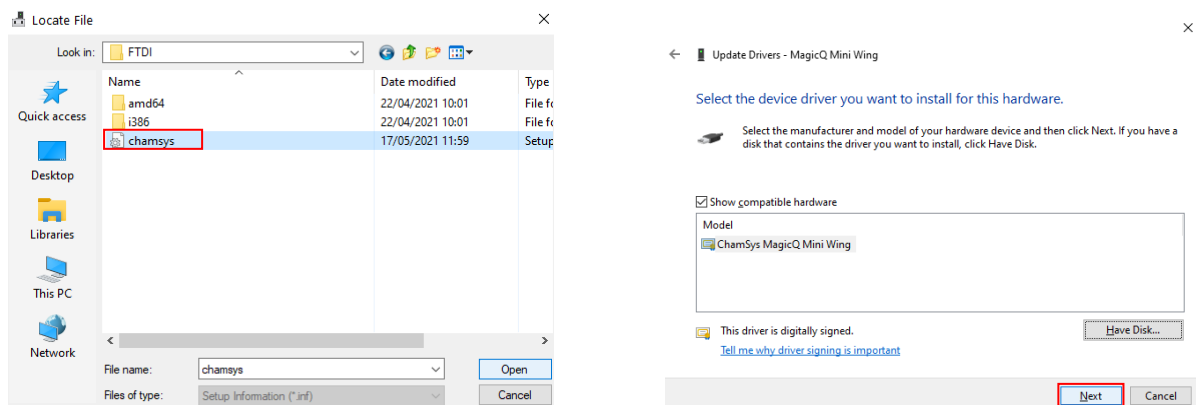 Locate File
Look in: FTDI
Name Date modified Type
amd64 22/04/2021 10:01 File fo
i386 22/04/2021 10:01 File fo
chamsys 17/05/2021 11:59 Setup
Quick access
Desktop
Libraries
This PC
Network
File name: chamsys Open
Files of type: Setup Information (*.inf) Cancel
Update Drivers - MagicQ Mini Wing
Select the device driver you want to install for this hardware.
Select the manufacturer and model of your hardware device and then click Next. If you have a
disk that contains the driver you want to install, click Have Disk.
Show compatible hardware
Model
ChamSys MagicQ Mini Wing
This driver is digitally signed. Have Disk...
Tell me why driver signing is important
Next Cancel